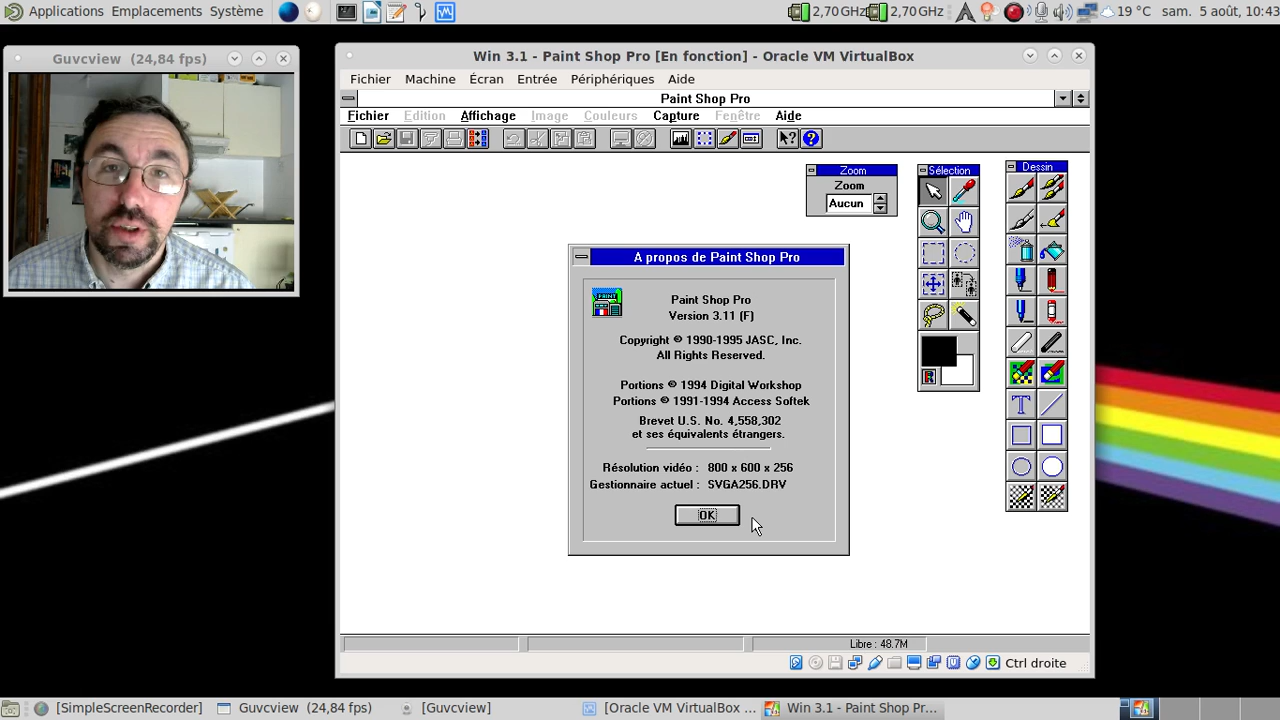 Applications Emplacements Système
2,70 GHz 2,70 GHz 19 °C sam. 5 août, 10:43
Guvcview (24,84 fps)
Win 3.1 - Paint Shop Pro [En fonction] - Oracle VM VirtualBox
Fichier Machine Écran Entrée Périphériques Aide
Paint Shop Pro
Fichier Edition Affichage Image Couleurs Capture Fenêtre Aide
Zoom
Zoom
Aucun
Sélection
Dessin
R
T
A propos de Paint Shop Pro
PAINT
Paint Shop Pro
Version 3.11 (F)
Copyright © 1990-1995 JASC, Inc.
All Rights Reserved.
Portions © 1994 Digital Workshop
Portions © 1991-1994 Access Softek
Brevet U.S. No. 4,558,302
et ses équivalents étrangers.
Résolution vidéo : 800 x 600 x 256
Gestionnaire actuel : SVGA256.DRV
OK
Libre : 48.7M
Ctrl droite
[SimpleScreenRecorder] Guvcview (24,84 fps) [Guvcview] [Oracle VM VirtualBox ... Win 3.1 - Paint Shop Pr...